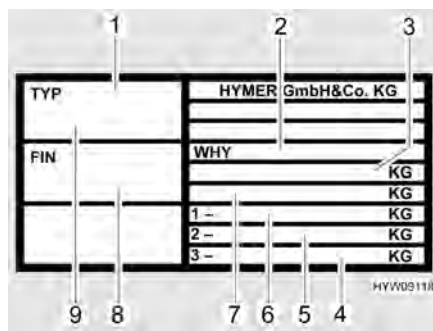 1 2 3
TYP HYMER GmbH&Co. KG
FIN WHY
KG
KG
1 – KG
2 – KG
3 – KG
9 8 7 6 5 4